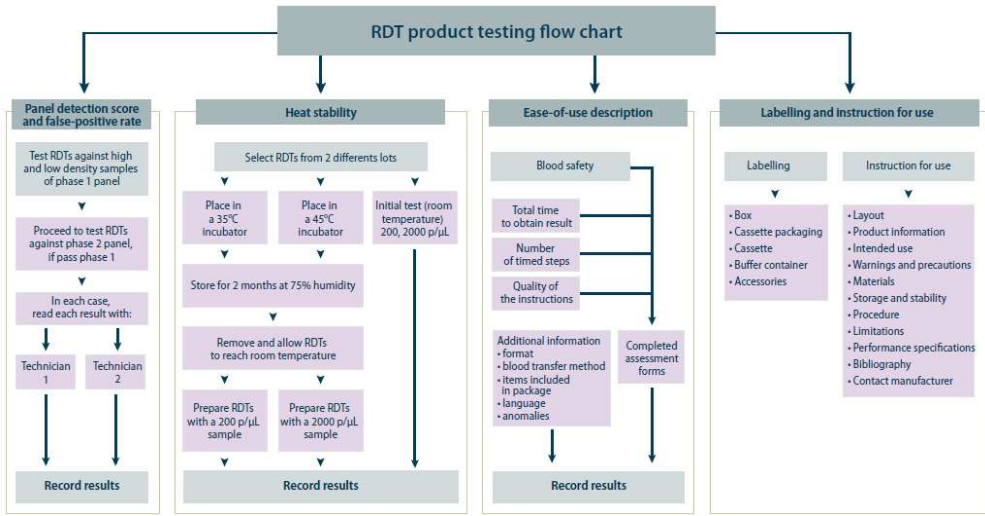 RDT product testing flow chart
Panel detection score
and false-positive rate
Test RDTs against high
and low density samples
of phase 1 panel
Proceed to test RDTs
against phase 2 panel,
if pass phase 1
In each case,
read each result with:
Technician
1
Technician
2
Record results
Heat stability
Select RDTs from 2 differents lots
Place in
a 35°C
incubator
Place in
a 45°C
incubator
Initial test (room
temperature)
200, 2000 p/µL
Store for 2 months at 75% humidity
Remove and allow RDTs
to reach room temperature
Prepare RDTs
with a 200 p/µL
sample
Prepare RDTs
with a 2000 p/µL
sample
Record results
Ease-of-use description
Blood safety
Total time
to obtain result
Number
of timed steps
Quality of
the instructions
Additional information
• format
• blood transfer method
• items included
in package
• language
• anomalies
Completed
assessment
forms
Record results
Labelling and instruction for use
Labelling
• Box
• Cassette packaging
• Cassette
• Buffer container
• Accessories
Instruction for use
• Layout
• Product information
• Intended use
• Warnings and precautions
• Materials
• Storage and stability
• Procedure
• Limitations
• Performance specifications
• Bibliography
• Contact manufacturer